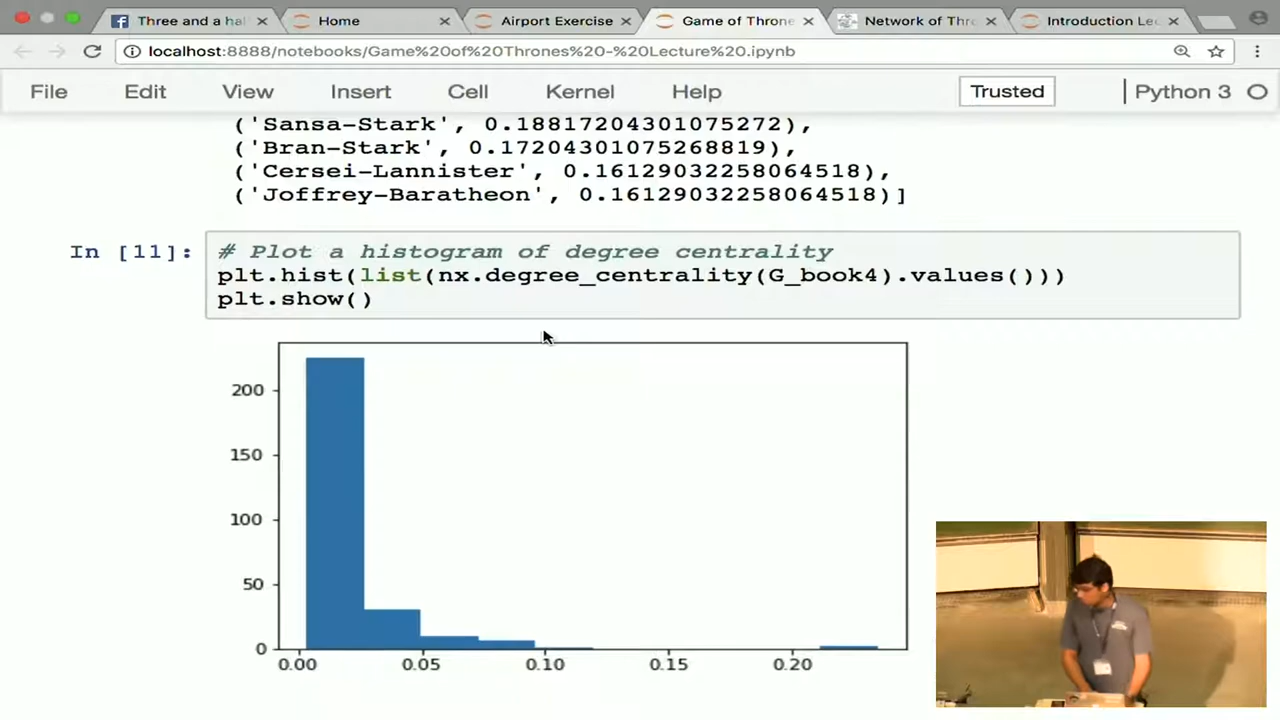 Three and a ha
Home
Airport Exercise
Game of Throne
Network of Thro
Introduction Lec
localhost:8888/notebooks/Game%20of%20Thrones%20-%20Lecture%20.ipynb
File Edit View Insert Cell Kernel Help Trusted Python 3
('Sansa-Stark', 0.18817204301075272),
('Bran-Stark', 0.17204301075268819),
('Cersei-Lannister', 0.16129032258064518),
('Joffrey-Baratheon', 0.16129032258064518)]
In [11]:
# Plot a histogram of degree centrality
plt.hist(list(nx.degree_centrality(G_book4).values()))
plt.show()
200
150
100
50
0
0.00 0.05 0.10 0.15 0.20